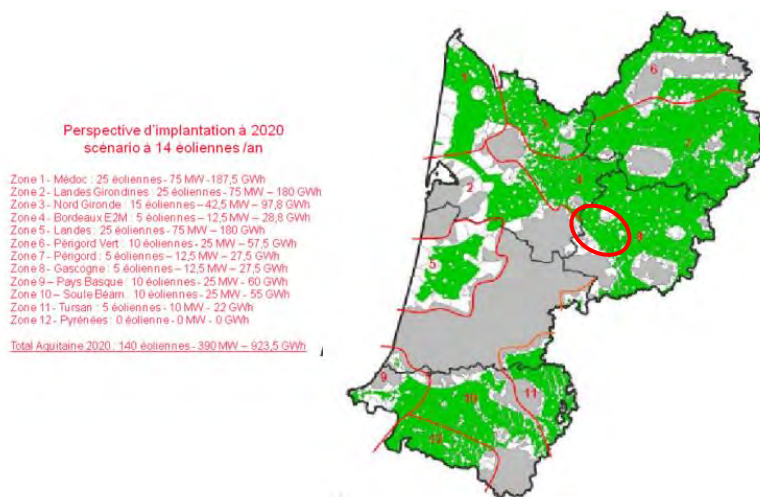 Perspective d'implantation à 2020
scénario à 14 éoliennes /an
Zone 1 - Médoc : 25 éoliennes - 75 MW -187,5 GWh
Zone 2 - Landes Girondines : 25 éoliennes - 75 MW – 180 GWh
Zone 3 - Nord Gironde : 15 éoliennes – 42,5 MW – 97,8 GWh
Zone 4 - Bordeaux E2M : 5 éoliennes – 12,5 MW – 28,8 GWh
Zone 5 - Landes : 25 éoliennes - 75 MW – 180 GWh
Zone 6 - Périgord Vert : 10 éoliennes - 25 MW – 57,5 GWh
Zone 7 - Périgord : 5 éoliennes – 12,5 MW – 27,5 GWh
Zone 8 - Gascogne : 5 éoliennes – 12,5 MW – 27,5 GWh
Zone 9 – Pays Basque : 10 éoliennes - 25 MW – 60 GWh
Zone 10 – Soule Béarn : 10 éoliennes - 25 MW - 55 GWh
Zone 11 - Tursan : 5 éoliennes - 10 MW - 22 GWh
Zone 12 - Pyrénées : 0 éolienne - 0 MW - 0 GWh
Total Aquitaine 2020 : 140 éoliennes - 390 MW – 923,5 GWh
1
6
3
7
2
4
8
5
9
10
11
12